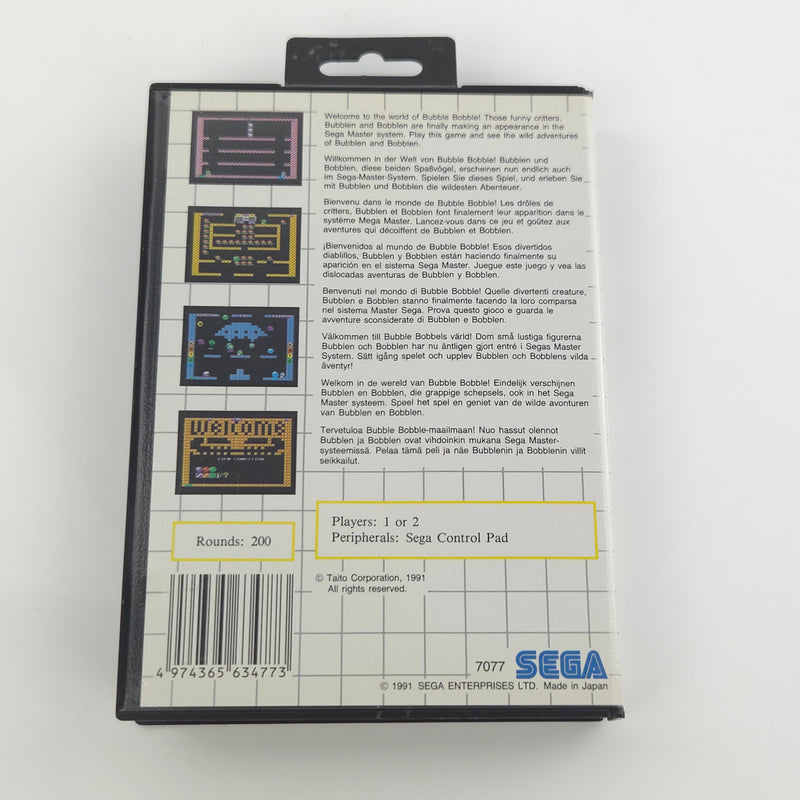 Welcome to the world of Bubble Bobble! Those funny critters,
Bubblen and Bobblen are finally making an appearance in the
Sega Master system. Play this game and see the wild adventures
of Bubblen and Bobblen.
Willkommen in der Welt von Bubble Bobble! Bubblen und
Bobblen, diese beiden Spaßvögel, erscheinen nun endlich auch
im Sega-Master-System. Spielen Sie dieses Spiel, und erleben Sie
mit Bubblen und Bobblen die wildesten Abenteuer.
Bienvenu dans le monde de Bubble Bobble! Les drôles de
critters, Bubblen et Bobblen font finalement leur apparition dans le
système Mega Master. Lancez-vous dans ce jeu et goûtez aux
aventures qui décoiffent de Bubblen et Bobblen.
¡Bienvenidos al mundo de Bubble Bobble! Esos divertidos
diablillos, Bubblen y Bobblen están haciendo finalmente su
aparición en el sistema Sega Master. Juegue este juego y vea las
dislocadas aventuras de Bubblen y Bobblen.
Benvenuti nel mondo di Bubble Bobble! Quelle divertenti creature,
Bubblen e Bobblen stanno finalmente facendo la loro comparsa
nel sistema Master Sega. Prova questo gioco e guarda le
avventure sconsiderate di Bubblen e Bobblen.
Välkommen till Bubble Bobbels värld! Dom små lustiga figurerna
Bubblen och Bobblen har nu äntligen gjort entré i Segas Master
System. Sätt igång spelet och upplev Bubblen och Bobblens vilda
äventyr!
Welkom in de wereld van Bubble Bobble! Eindelijk verschijnen
Bubblen en Bobblen, die grappige schepsels, ook in het Sega
Master systeem. Speel het spel en geniet van de wilde avonturen
van Bubblen en Bobblen.
Tervetuloa Bubble Bobble-maailmaan! Nuo hassut olennot
Bubblen ja Bobblen ovat vihdoinkin mukana Sega Master-
systeemissä. Pelaa tämä peli ja näe Bubblenin ja Bobblenin villit
seikkailut.
welcome
Rounds: 200
Players: 1 or 2
Peripherals: Sega Control Pad
© Taito Corporation, 1991
All rights reserved.
4 974365 634773
7077 SEGA
© 1991 SEGA ENTERPRISES LTD. Made in Japan